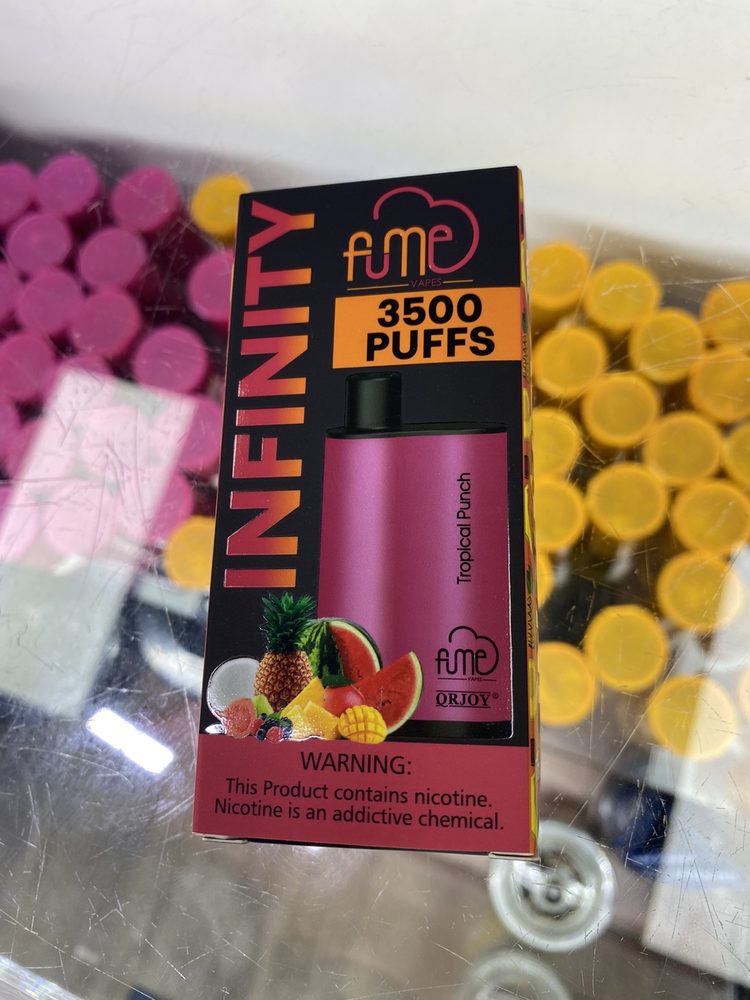 INFINITY
fume
VAPES
3500
PUFFS
Tropical Punch
fume
VAPES
QRJOY®
WARNING:
This Product contains nicotine.
Nicotine is an addictive chemical.